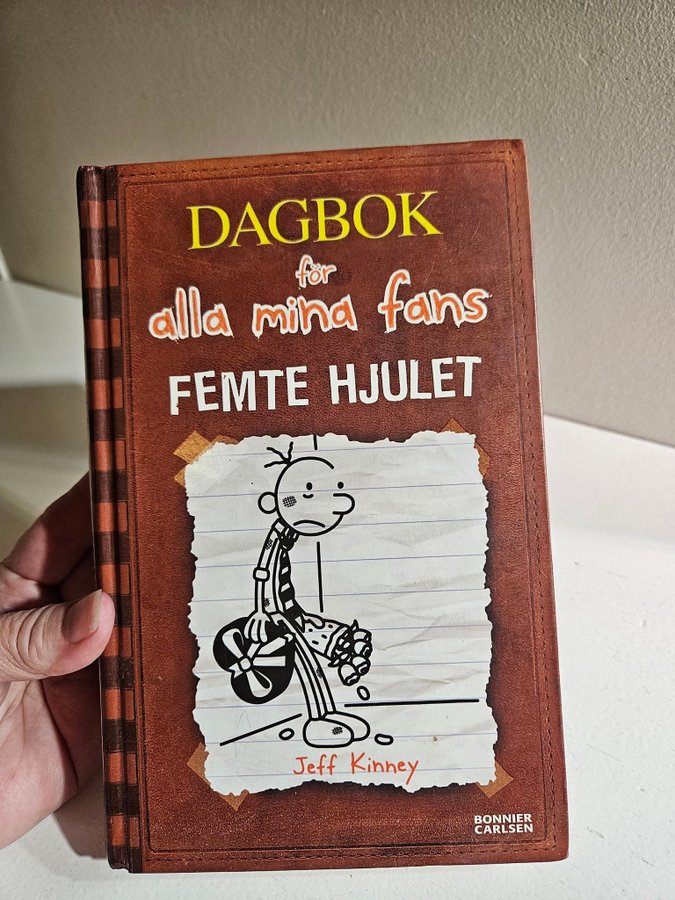 DAGBOK
för
alla mina fans
FEMTE HJULET
Jeff Kinney
BONNIER
CARLSEN